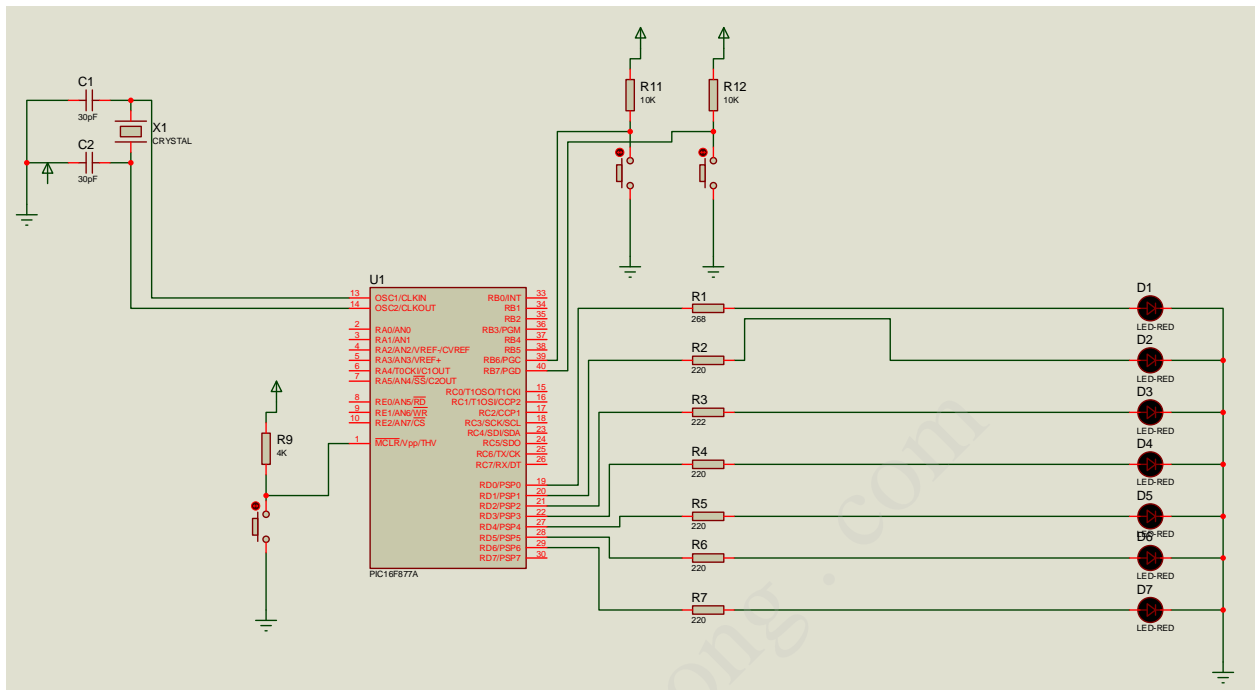 C1
30pF
X1
CRYSTAL
C2
30pF
R11
10K
R12
10K
U1
13 OSC1/CLKIN
14 OSC2/CLKOUT
2 RA0/AN0
3 RA1/AN1
4 RA2/AN2/VREF-/CVREF
5 RA3/AN3/VREF+
6 RA4/T0CKI/C1OUT
7 RA5/AN4/SS/C2OUT
8 RE0/AN5/RD
9 RE1/AN6/WR
10 RE2/AN7/CS
1 MCLR/Vpp/THV
RB0/INT 33
RB1 34
RB2 35
RB3/PGM 36
RB4 37
RB5 38
RB6/PGC 39
RB7/PGD 40
RC0/T1OSO/T1CKI 15
RC1/T1OSI/CCP2 16
RC2/CCP1 17
RC3/SCK/SCL 18
RC4/SDI/SDA 23
RC5/SDO 24
RC6/TX/CK 25
RC7/RX/DT 26
RD0/PSP0 19
RD1/PSP1 20
RD2/PSP2 21
RD3/PSP3 22
RD4/PSP4 27
RD5/PSP5 28
RD6/PSP6 29
RD7/PSP7 30
PIC16F877A
R9
4K
R1
268
R2
220
R3
222
R4
220
R5
220
R6
220
R7
220
D1
LED-RED
D2
LED-RED
D3
LED-RED
D4
LED-RED
D5
LED-RED
D6
LED-RED
D7
LED-RED
ong . com